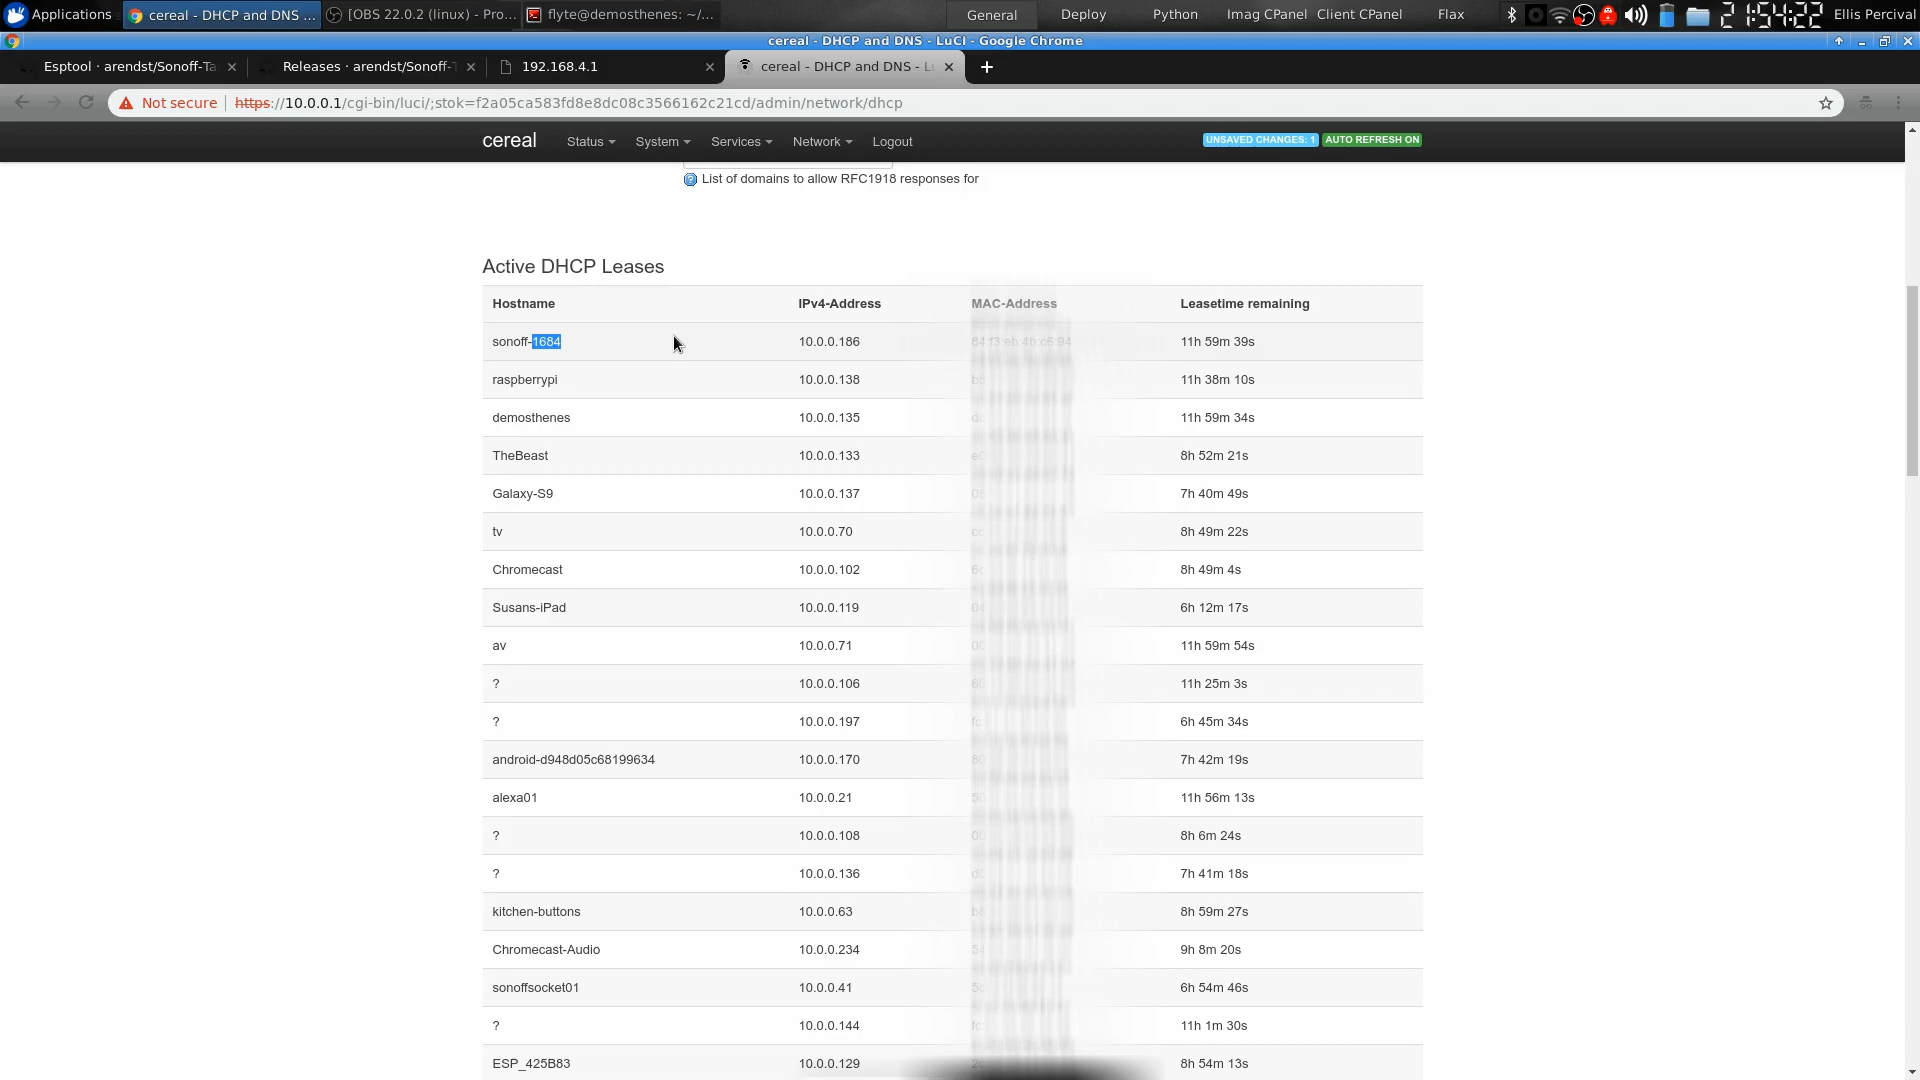 Applications cereal - DHCP and DNS ... [OBS 22.0.2 (linux) - Pro... flyte@demosthenes: ~/... General Deploy Python Imag CPanel Client CPanel Flax 2 1:54:22 Ellis Percival
cereal - DHCP and DNS - LuCI - Google Chrome
Esptool · arendst/Sonoff-Ta Releases · arendst/Sonoff-T 192.168.4.1 cereal - DHCP and DNS - L
Not secure https://10.0.0.1/cgi-bin/luci/;stok=f2a05ca583fd8e8dc08c3566162c21cd/admin/network/dhcp
cereal Status System Services Network Logout UNSAVED CHANGES: 1 AUTO REFRESH ON
List of domains to allow RFC1918 responses for
Active DHCP Leases
Hostname IPv4-Address MAC-Address Leasetime remaining
sonoff-1684 10.0.0.186 84:f3:eb:4b:c6:94 11h 59m 39s
raspberrypi 10.0.0.138 11h 38m 10s
demosthenes 10.0.0.135 11h 59m 34s
TheBeast 10.0.0.133 8h 52m 21s
Galaxy-S9 10.0.0.137 7h 40m 49s
tv 10.0.0.70 8h 49m 22s
Chromecast 10.0.0.102 8h 49m 4s
Susans-iPad 10.0.0.119 6h 12m 17s
av 10.0.0.71 11h 59m 54s
? 10.0.0.106 11h 25m 3s
? 10.0.0.197 6h 45m 34s
android-d948d05c68199634 10.0.0.170 7h 42m 19s
alexa01 10.0.0.21 11h 56m 13s
? 10.0.0.108 8h 6m 24s
? 10.0.0.136 7h 41m 18s
kitchen-buttons 10.0.0.63 8h 59m 27s
Chromecast-Audio 10.0.0.234 9h 8m 20s
sonoffsocket01 10.0.0.41 6h 54m 46s
? 10.0.0.144 11h 1m 30s
ESP_425B83 10.0.0.129 8h 54m 13s